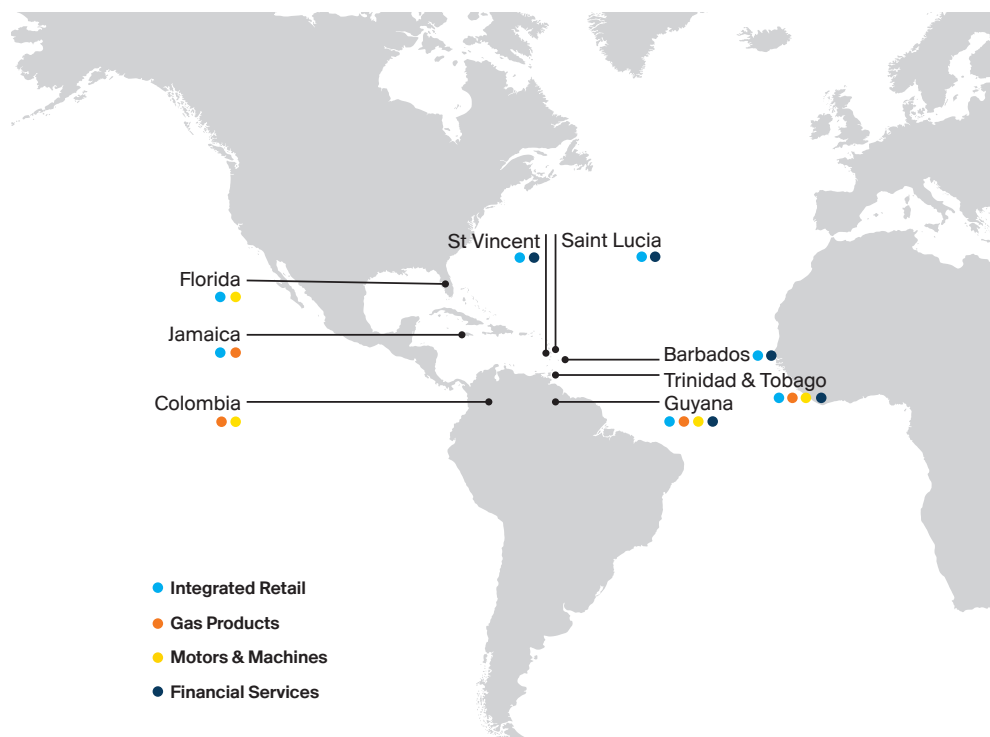 St Vincent
Saint Lucia
Florida
Jamaica
Barbados
Trinidad & Tobago
Colombia
Guyana
Integrated Retail
Gas Products
Motors & Machines
Financial Services